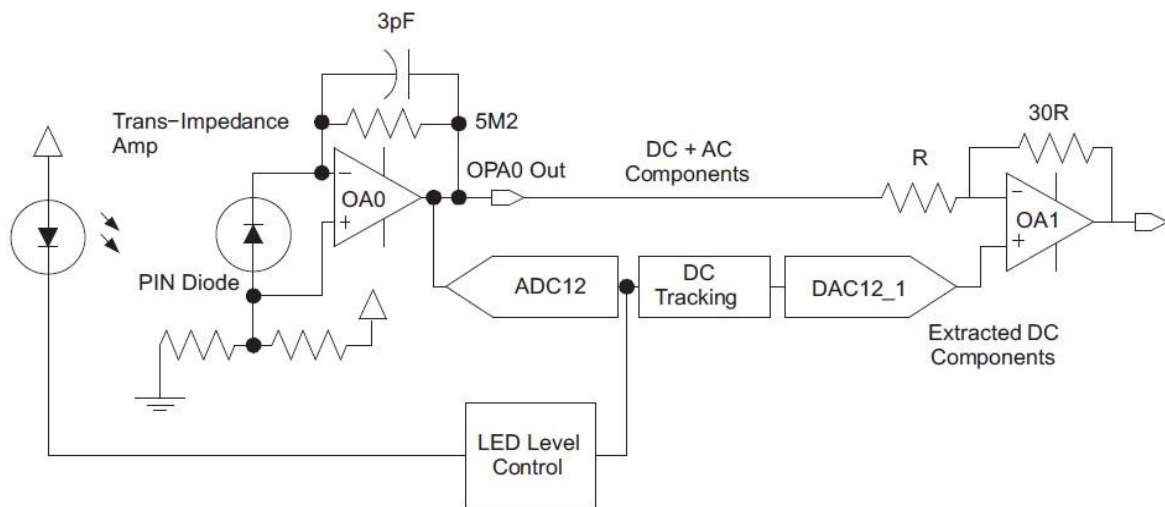 3pF
Trans-Impedance
Amp
5M2
30R
OPA0 Out
DC + AC
Components
R
−
OA0
+
−
OA1
+
PIN Diode
ADC12
DC
Tracking
DAC12_1
Extracted DC
Components
LED Level
Control